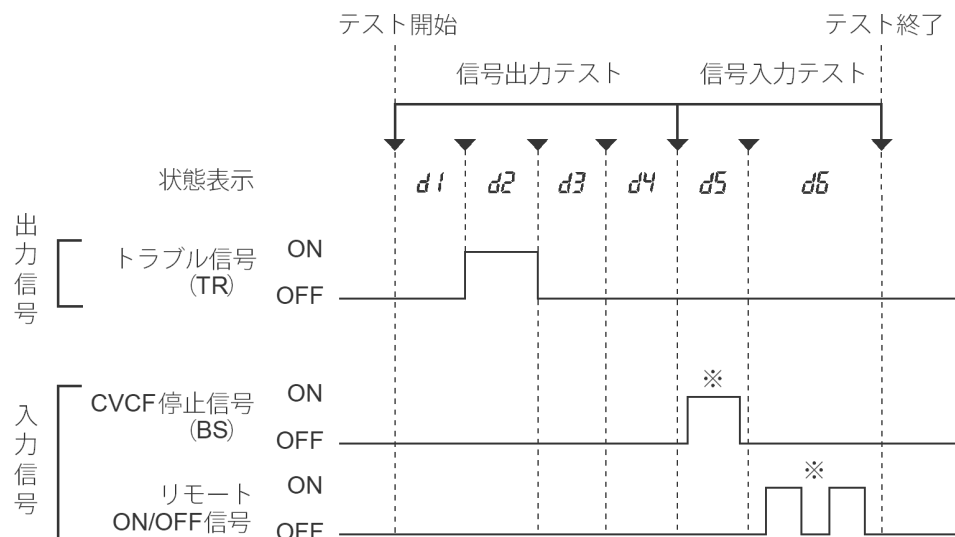 テスト開始
テスト終了
信号出力テスト
信号入力テスト
状態表示
d1 d2 d3 d4 d5 d6
出力信号
トラブル信号
(TR)
ON
OFF
入力信号
CVCF停止信号
(BS)
ON
OFF
※
リモート
ON/OFF信号
ON
OFF
※